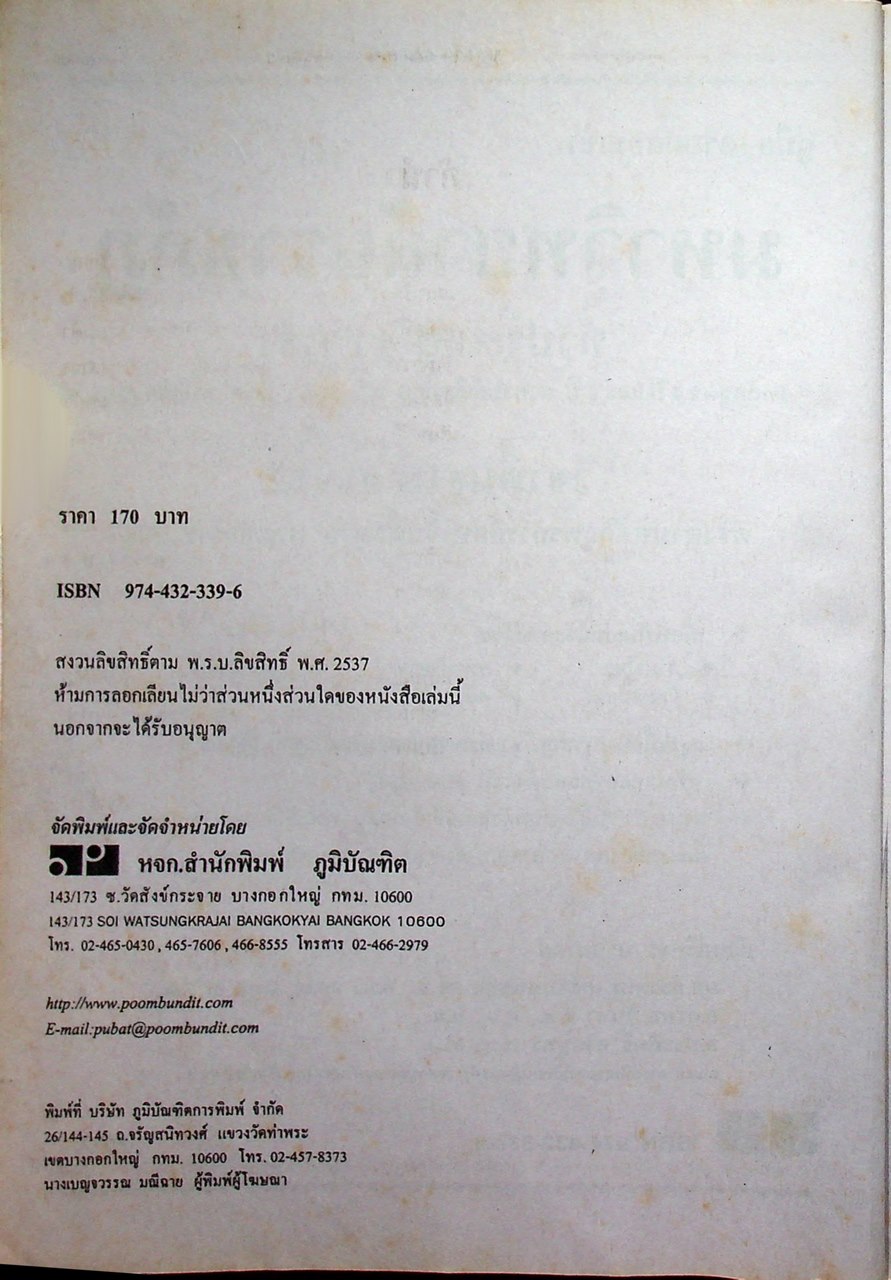 ราคา 170 บาท
ISBN 974-432-339-6
สงวนลิขสิทธิ์ตาม พ.ร.บ.ลิขสิทธิ์ พ.ศ. 2537
ห้ามการลอกเลียนไม่ว่าส่วนหนึ่งส่วนใดของหนังสือเล่มนี้
นอกจากจะได้รับอนุญาต
จัดพิมพ์และจัดจำหน่ายโดย
หจก.สำนักพิมพ์ ภูมิบัณฑิต
143/173 ซ.วัดสังข์กระจาย บางกอกใหญ่ กทม. 10600
143/173 SOI WATSUNGKRAJAI BANGKOKYAI BANGKOK 10600
โทร. 02-465-0430, 465-7606, 466-8555 โทรสาร 02-466-2979
http://www.poombundit.com
E-mail:pubat@poombundit.com
พิมพ์ที่ บริษัท ภูมิบัณฑิตการพิมพ์ จำกัด
26/144-145 ถ.จรัญสนิทวงศ์ แขวงวัดท่าพระ
เขตบางกอกใหญ่ กทม. 10600 โทร. 02-457-8373
นางเบญจวรรณ มณีฉาย ผู้พิมพ์ผู้โฆษณา